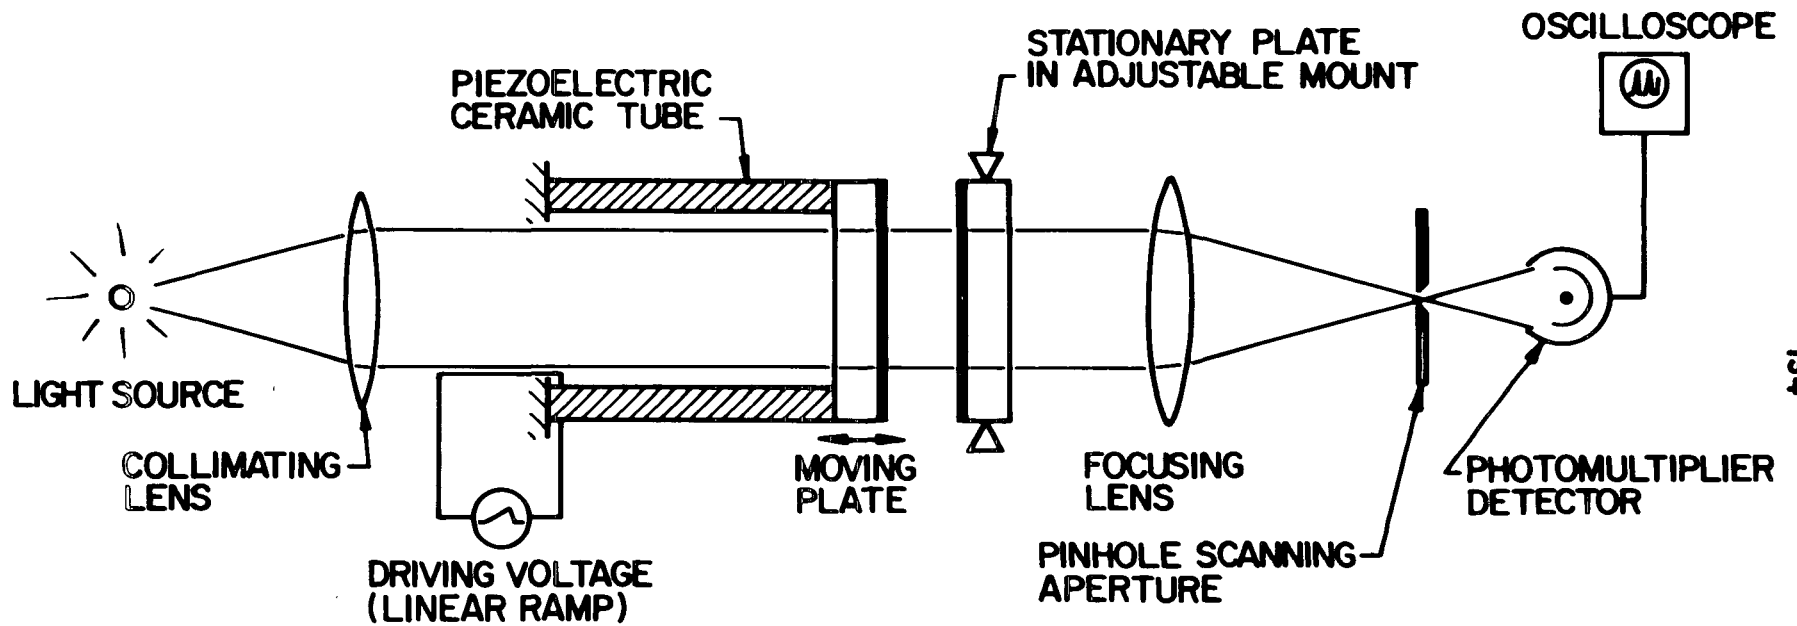 OSCILLOSCOPE
STATIONARY PLATE
IN ADJUSTABLE MOUNT
PIEZOELECTRIC
CERAMIC TUBE
LIGHT SOURCE
COLLIMATING
LENS
MOVING
PLATE
FOCUSING
LENS
PHOTOMULTIPLIER
DETECTOR
PINHOLE SCANNING
APERTURE
DRIVING VOLTAGE
(LINEAR RAMP)